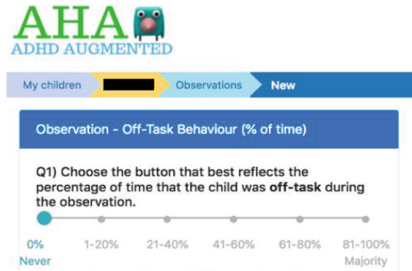 AHA
ADHD AUGMENTED
My children Observations New
Observation - Off-Task Behaviour (% of time)
Q1) Choose the button that best reflects the
percentage of time that the child was off-task during
the observation.
0% 1-20% 21-40% 41-60% 61-80% 81-100%
Never Majority